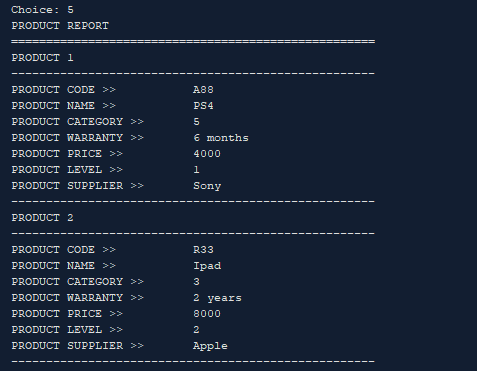 Choice: 5
PRODUCT REPORT
====================================================
PRODUCT 1
----------------------------------------------------
PRODUCT CODE >> A88
PRODUCT NAME >> PS4
PRODUCT CATEGORY >> 5
PRODUCT WARRANTY >> 6 months
PRODUCT PRICE >> 4000
PRODUCT LEVEL >> 1
PRODUCT SUPPLIER >> Sony
----------------------------------------------------
PRODUCT 2
----------------------------------------------------
PRODUCT CODE >> R33
PRODUCT NAME >> Ipad
PRODUCT CATEGORY >> 3
PRODUCT WARRANTY >> 2 years
PRODUCT PRICE >> 8000
PRODUCT LEVEL >> 2
PRODUCT SUPPLIER >> Apple
----------------------------------------------------